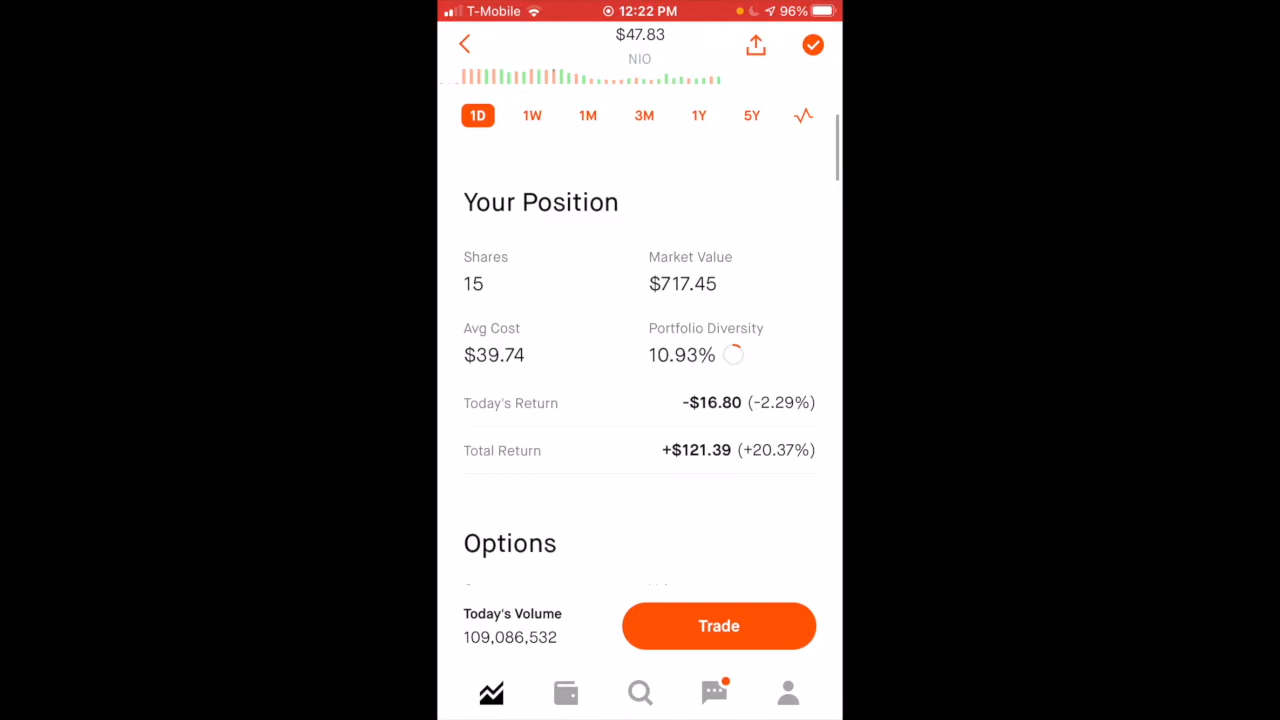 T-Mobile 12:22 PM 96%
$47.83
NIO
1D 1W 1M 3M 1Y 5Y
Your Position
Shares Market Value
15 $717.45
Avg Cost Portfolio Diversity
$39.74 10.93%
Today's Return -$16.80 (-2.29%)
Total Return +$121.39 (+20.37%)
Options
Today's Volume
109,086,532
Trade